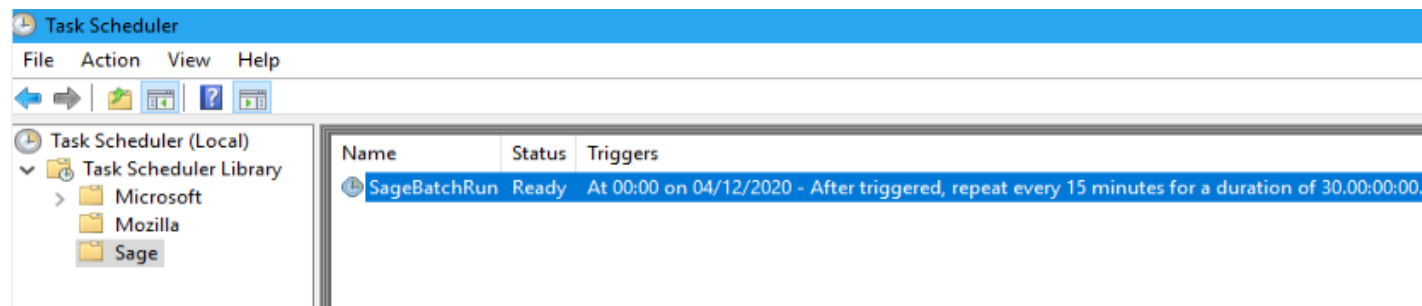 Task Scheduler
File Action View Help
Task Scheduler (Local)
Task Scheduler Library
Microsoft
Mozilla
Sage
Name Status Triggers
SageBatchRun Ready At 00:00 on 04/12/2020 - After triggered, repeat every 15 minutes for a duration of 30.00:00:00.